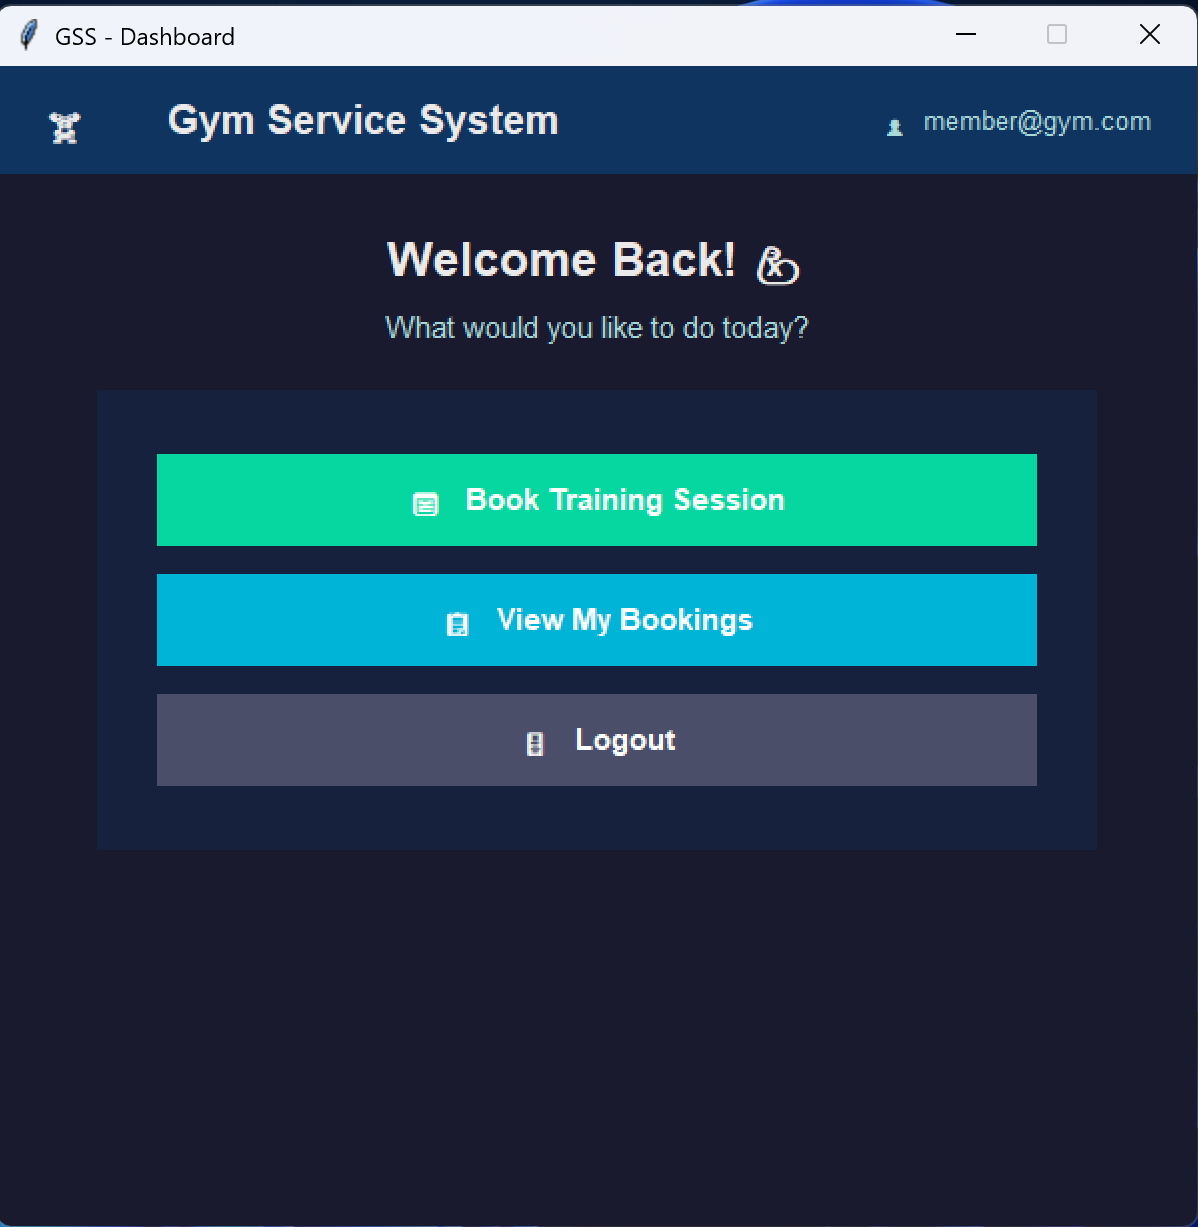 GSS - Dashboard
Gym Service System
member@gym.com
Welcome Back!
What would you like to do today?
Book Training Session
View My Bookings
Logout